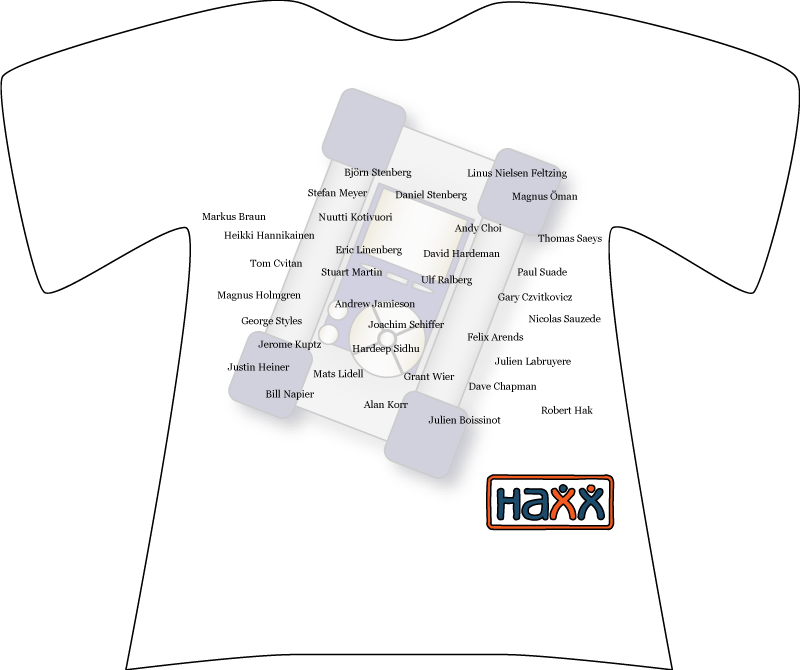 Björn Stenberg
Linus Nielsen Feltzing
Stefan Meyer
Daniel Stenberg
Magnus Öman
Markus Braun
Nuutti Kotivuori
Andy Choi
Heikki Hannikainen
Thomas Saeys
Eric Linenberg
David Hardeman
Tom Cvitan
Stuart Martin
Ulf Ralberg
Paul Suade
Magnus Holmgren
Andrew Jamieson
Gary Czvitkovicz
George Styles
Joachim Schiffer
Nicolas Sauzede
Jerome Kuptz
Hardeep Sidhu
Felix Arends
Justin Heiner
Mats Lidell
Grant Wier
Julien Labruyere
Bill Napier
Dave Chapman
Alan Korr
Julien Boissinot
Robert Hak
Haxx